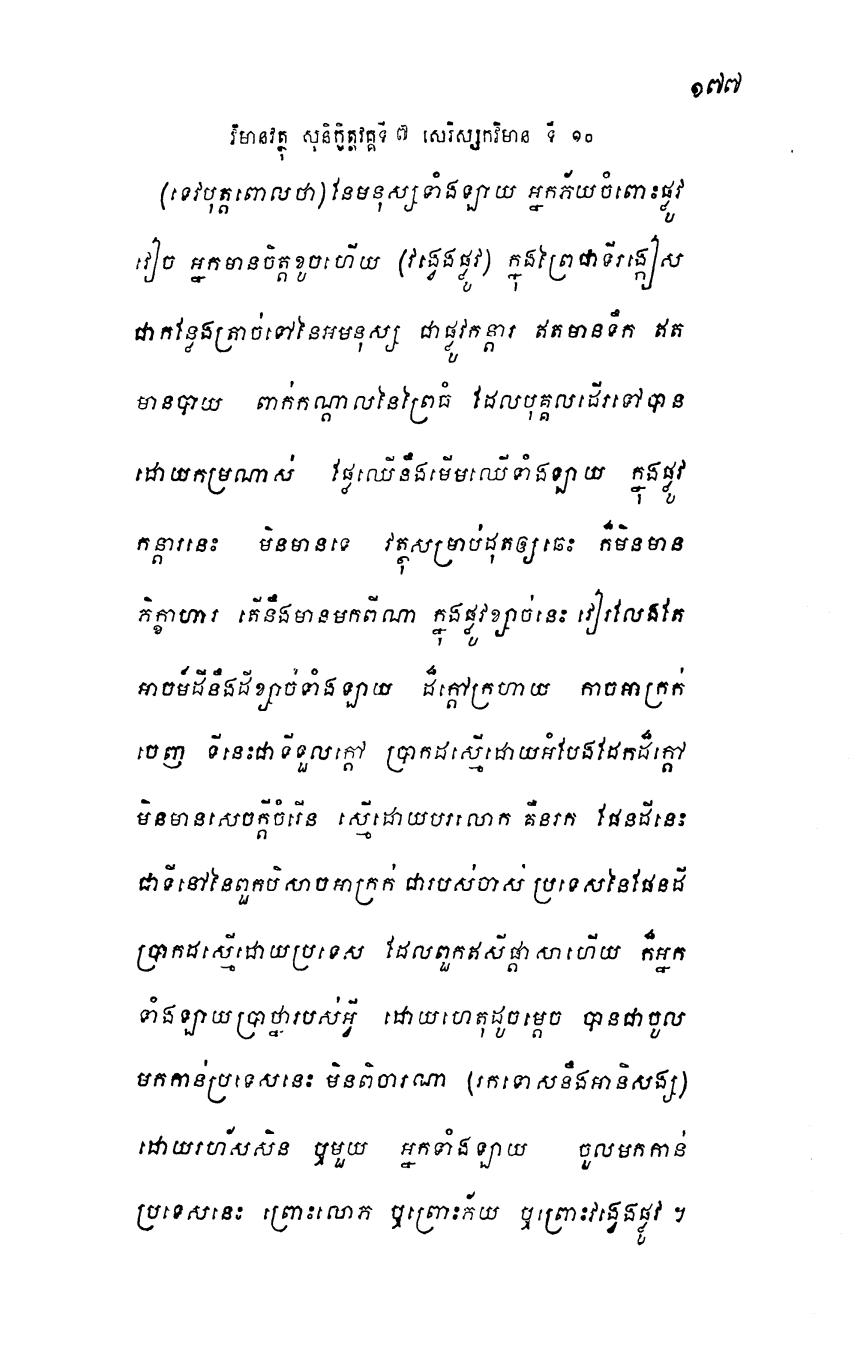 ១៧៧
វិមានវត្ថុ សុនិក្ខិត្តវគ្គទី ៧ សេរិស្សកវិមាន ទី ១០
(ទេវបុត្តពោលថា) នែមនុស្សទាំងឡាយ អ្នកភ័យចំពោះផ្លូវ
វៀច អ្នកមានចិត្តខូចហើយ (វង្វេងផ្លូវ) ក្នុងព្រៃជាទីរង្កៀស
ជាកន្លែងត្រាច់ទៅនៃអមនុស្ស ជាផ្លូវកន្តារ ឥតមានទឹក ឥត
មានបាយ ពាក់កណ្តាលនៃព្រៃធំ ដែលបុគ្គលដើរទៅបាន
ដោយកម្រណាស់ ផ្លែឈើនឹងមើមឈើទាំងឡាយ ក្នុងផ្លូវ
កន្តារនេះ មិនមានទេ វត្ថុសម្រាប់ដុតឲ្យឆេះ ក៏មិនមាន
ភិក្ខាហារ តើនឹងមានមកពីណា ក្នុងផ្លូវខ្សាច់នេះ វៀរលែងតែ
អាចម៍ដីនឹងដីខ្សាច់ទាំងឡាយ ដ៏ក្តៅក្រហាយ កាចអាក្រក់
ចេញ ទីនេះជាទីទួលក្តៅ ប្រាកដស្មើដោយអំបែងដែកដ៏ក្តៅ
មិនមានសេចក្តីចំរើន ស្មើដោយបរលោក គឺនរក ផែនដីនេះ
ជាទីនៅនៃពួកបិសាចអាក្រក់ ជារបស់ចាស់ ប្រទេសនៃផែនដី
ប្រាកដស្មើដោយប្រទេស ដែលពួកឥសីផ្តាសាហើយ ក៏អ្នក
ទាំងឡាយប្រាថ្នារបស់អ្វី ដោយហេតុដូចម្តេច បានជាចូល
មកកាន់ប្រទេសនេះ មិនពិចារណា (រកទោសនឹងអានិសង្ស)
ដោយរហ័សសិន ឬមួយ អ្នកទាំងឡាយ ចូលមកកាន់
ប្រទេសនេះ ព្រោះលោភ ឬព្រោះភ័យ ឬព្រោះវង្វេងផ្លូវ ។